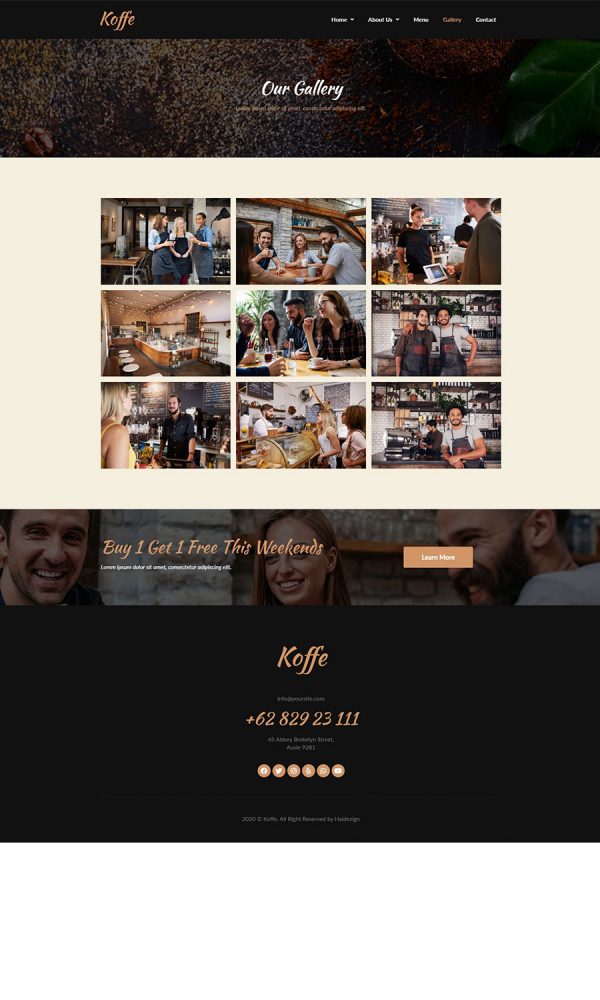 Koffe
Home About Us Menu Gallery Contact
Our Gallery
Lorem ipsum dolor sit amet, consectetur adipiscing elit.
Buy 1 Get 1 Free This Weekends
Lorem ipsum dolor sit amet, consectetur adipiscing elit.
Learn More
Koffe
info@yoursite.com
+62 829 23 111
45 Abbey Brokelyn Street,
Autie 9281
2020 © Koffe. All Right Reserved by Haidezign